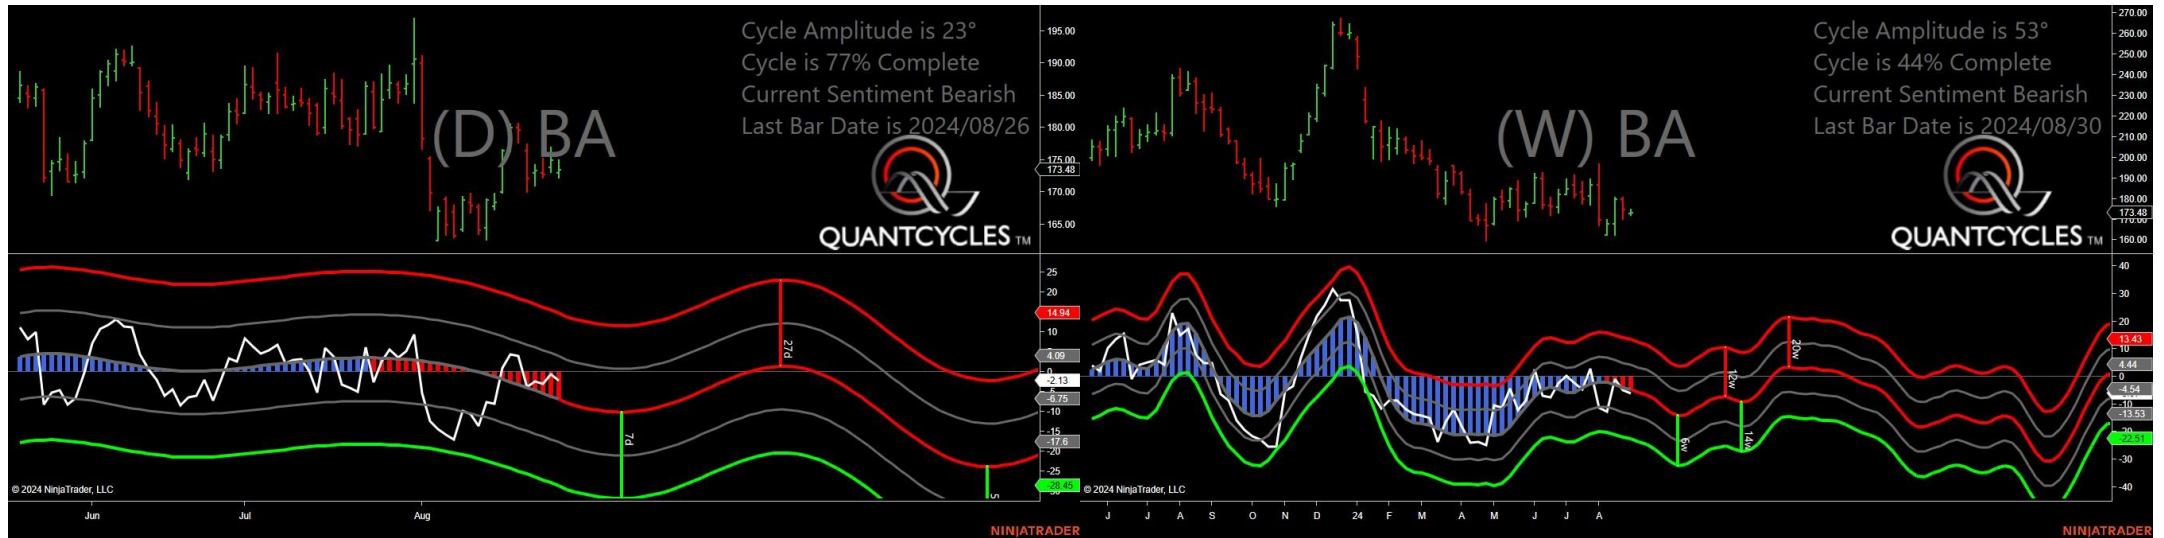 Cycle Amplitude is 23°
Cycle is 77% Complete
Current Sentiment Bearish
Last Bar Date is 2024/08/26
(D) BA
QUANTCYCLES TM
195.00
190.00
185.00
180.00
175.00
173.48
170.00
165.00
25
20
14.94
10
4.09
0
-2.13
-6.75
-10
-15
-17.6
-20
-25
-28.45
27d
7d
5
© 2024 NinjaTrader, LLC
Jun
Jul
Aug
NINJATRADER
Cycle Amplitude is 53°
Cycle is 44% Complete
Current Sentiment Bearish
Last Bar Date is 2024/08/30
(W) BA
QUANTCYCLES TM
270.00
260.00
250.00
240.00
230.00
220.00
210.00
200.00
190.00
180.00
173.48
170.00
160.00
40
30
20
13.43
10
4.44
0
-4.54
-10
-13.53
-22.51
-30
-40
12w
20w
6w
14w
© 2024 NinjaTrader, LLC
J
J
A
S
O
N
D
24
F
M
A
M
J
J
A
NINJATRADER